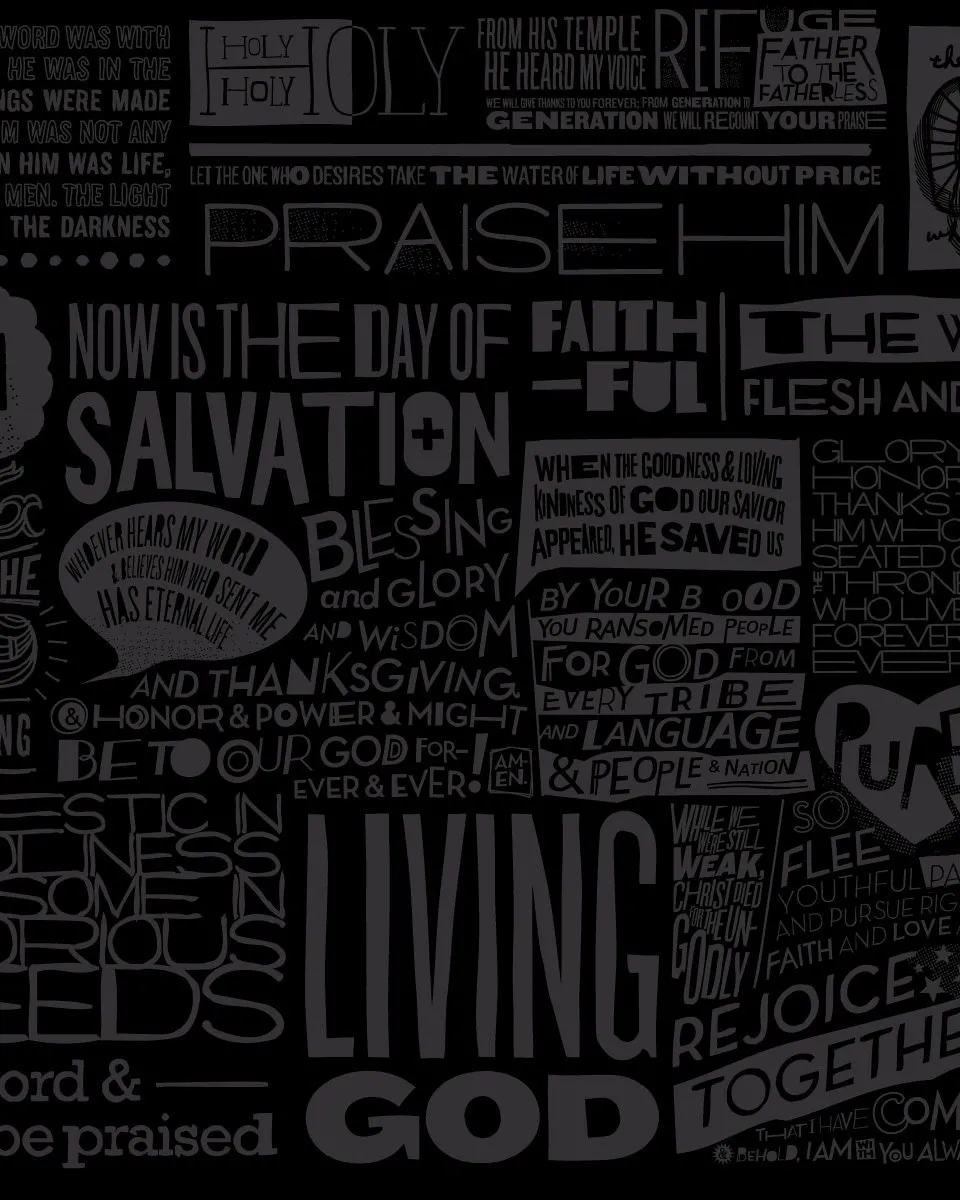 WORD WAS WITH
HE WAS IN THE
NGS WERE MADE
M WAS NOT ANY
N HIM WAS LIFE,
MEN. THE LIGHT
THE DARKNESS
HOLY
HOLY
HOLY
FROM HIS TEMPLE
HE HEARD MY VOICE
REFUGE
FATHER
TO THE
FATHERLESS
WE WILL GIVE THANKS TO YOU FOREVER; FROM GENERATION TO
GENERATION WE WILL RECOUNT YOUR PRAISE
LET THE ONE WHO DESIRES TAKE THE WATER OF LIFE WITHOUT PRICE
PRAISE HIM
the
NOW IS THE DAY OF
SALVATION
FAITH
-FUL
THE W
FLESH AND
WHOEVER HEARS MY WORD
& BELIEVES HIM WHO SENT ME
HAS ETERNAL LIFE
BLESSING
and GLORY
AND WiSDOM
AND THANKSGIVING
& HONOR & POWER & MIGHT
BE TO OUR GOD FOR-
EVER & EVER!
AM-
EN.
WHEN THE GOODNESS & LOVING
KINDNESS OF GOD OUR SAVIOR
APPEARED, HE SAVED US
BY YOUR B OOD
YOU RANSOMED PEOPLE
FOR GOD FROM
EVERY TRIBE
AND LANGUAGE
& PEOPLE & NATION
GLORY
HONOR
THANKS T
HIM WHO
SEATED O
THE THRONE
WHO LIVE
FOREVER
EVER
HE
NG
ESTIC IN
OLINESS
SOME IN
ORIOUS
EEDS
ord &
be praised
LIVING
GOD
WHILE WE
WERE STILL
WEAK,
CHRIST DIED
FOR THE UN-
GODLY
PUR
SO
FLEE
YOUTHFUL PA
AND PURSUE RIG
FAITH AND LOVE A
REJOICE
TOGETHE
THAT I HAVE COM
BEHOLD, I AM WITH YOU ALWA